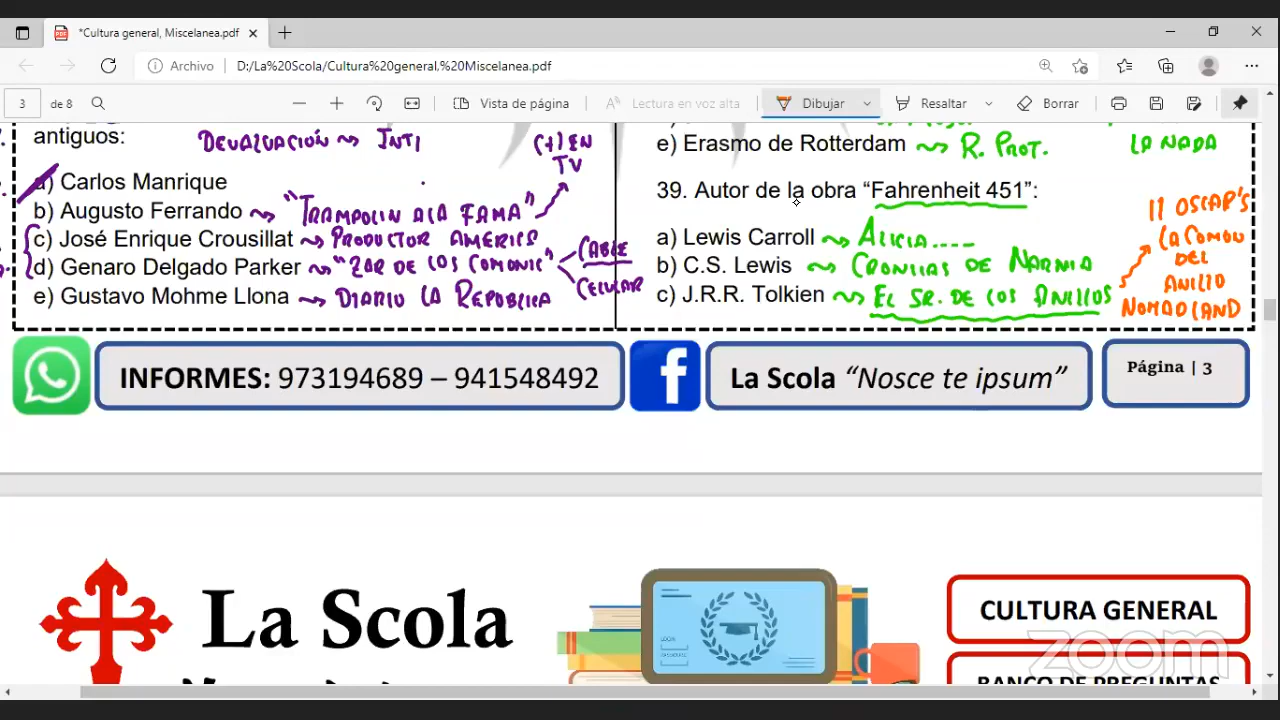 *Cultura general, Miscelanea.pdf
Archivo D:/La%20Scola/Cultura%20general,%20Miscelanea.pdf
3 de 8 Vista de página Lectura en voz alta Dibujar Resaltar Borrar
antiguos: DEVALUACIÓN INTI
(+) EN
TV
a) Carlos Manrique
b) Augusto Ferrando "TRAMPOLIN A LA FAMA"
c) José Enrique Crousillat PRODUCTOR AMERICA
d) Genaro Delgado Parker "ZAR DE LOS COMUNIC" CABLE
CELULAR
e) Gustavo Mohme Llona DIARIO LA REPUBLICA
e) Erasmo de Rotterdam R. PROT. LA NADA
39. Autor de la obra “Fahrenheit 451”:
a) Lewis Carroll ALICIA....
b) C.S. Lewis CRONICAS DE NARNIA
c) J.R.R. Tolkien EL SR. DE LOS ANILLOS
11 OSCAR'S
LA COMUN
DEL
ANILLO
NOMADLAND
INFORMES: 973194689 – 941548492
La Scola “Nosce te ipsum”
Página | 3
La Scola
CULTURA GENERAL
BANCO DE PREGUNTAS
zoom